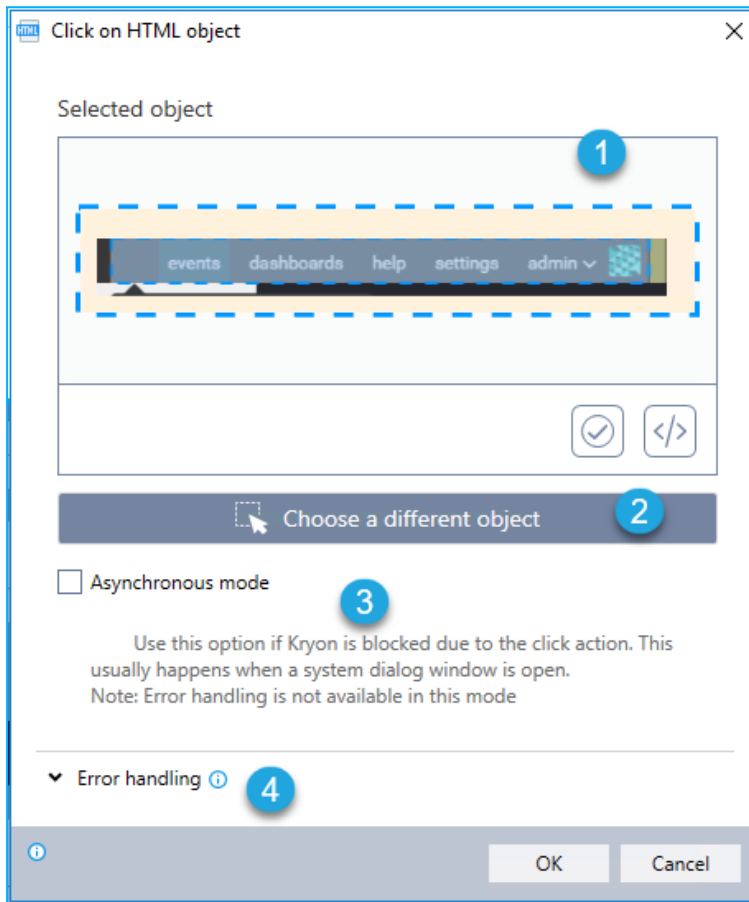 HTML Click on HTML object
Selected object
1
events dashboards help settings admin
</>
Choose a different object 2
Asynchronous mode
3
Use this option if Kryon is blocked due to the click action. This
usually happens when a system dialog window is open.
Note: Error handling is not available in this mode
Error handling 4
OK Cancel